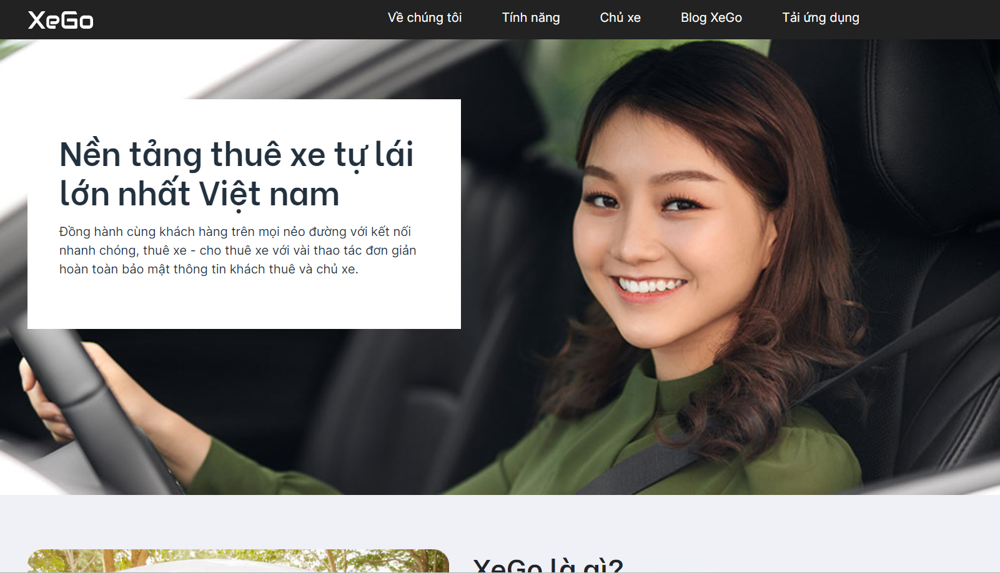 XeGo
Về chúng tôi
Tính năng
Chủ xe
Blog XeGo
Tải ứng dụng
Nền tảng thuê xe tự lái
lớn nhất Việt nam
Đồng hành cùng khách hàng trên mọi nẻo đường với kết nối
nhanh chóng, thuê xe - cho thuê xe với vài thao tác đơn giản
hoàn toàn bảo mật thông tin khách thuê và chủ xe.
XeGo là gì?